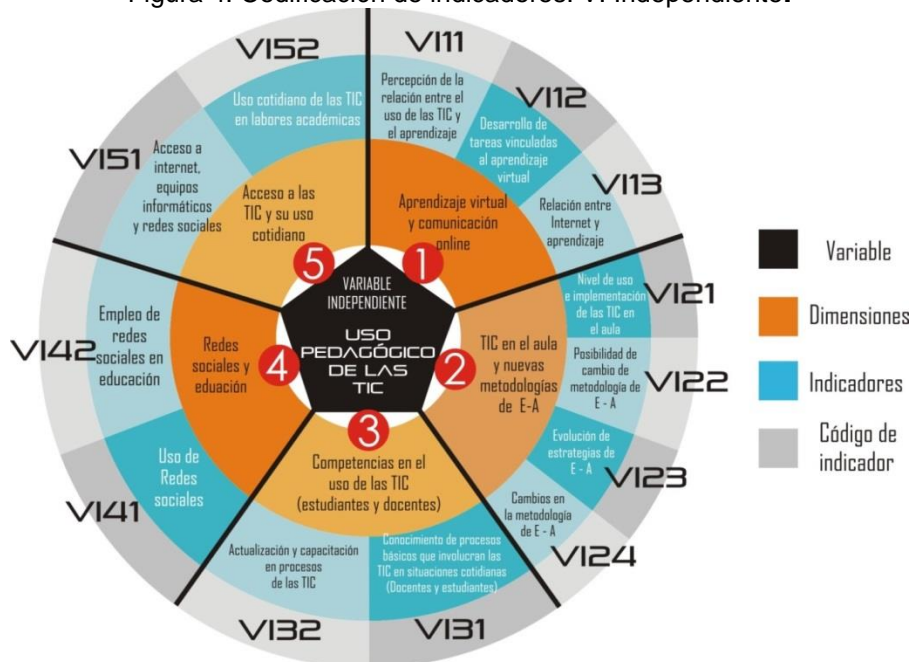 Figura 4. Codificación de indicadores. V. Independiente.
VI52
VI11
Uso cotidiano de las TIC
en labores académicas
Percepción de la
relación entre el
uso de las TIC y
el aprendizaje
VI12
Desarrollo de
tareas vinculadas
al aprendizaje
virtual
VI51
Acceso a
internet,
equipos
informáticos
y redes sociales
VI13
Relación entre
Internet y
aprendizaje
Acceso a las
TIC y su uso
cotidiano
Aprendizaje virtual
y comunicación
online
5
1
VARIABLE
INDEPENDIENTE
USO
PEDAGÓGICO
DE LAS
TIC
Nivel de uso
e implementación
de las TIC en
el aula
VI21
VI42
Empleo de
redes
sociales en
educación
Redes
sociales y
eduación
4
2
TIC en el aula
y nuevas
metodologías
de E-A
Posibilidad de
cambio de
metodología de
E - A
VI22
3
Competencias en el
uso de las TIC
(estudiantes y docentes)
Evolución de
estrategias de
E - A
VI23
Uso de
Redes
sociales
VI41
Cambios en
la metodología
de E - A
VI24
Actualización y capacitación
en procesos
de las TIC
VI32
Conocimiento de procesos
básicos que involucran las
TIC en situaciones cotidianas
(Docentes y estudiantes)
VI31
Variable
Dimensiones
Indicadores
Código de
indicador